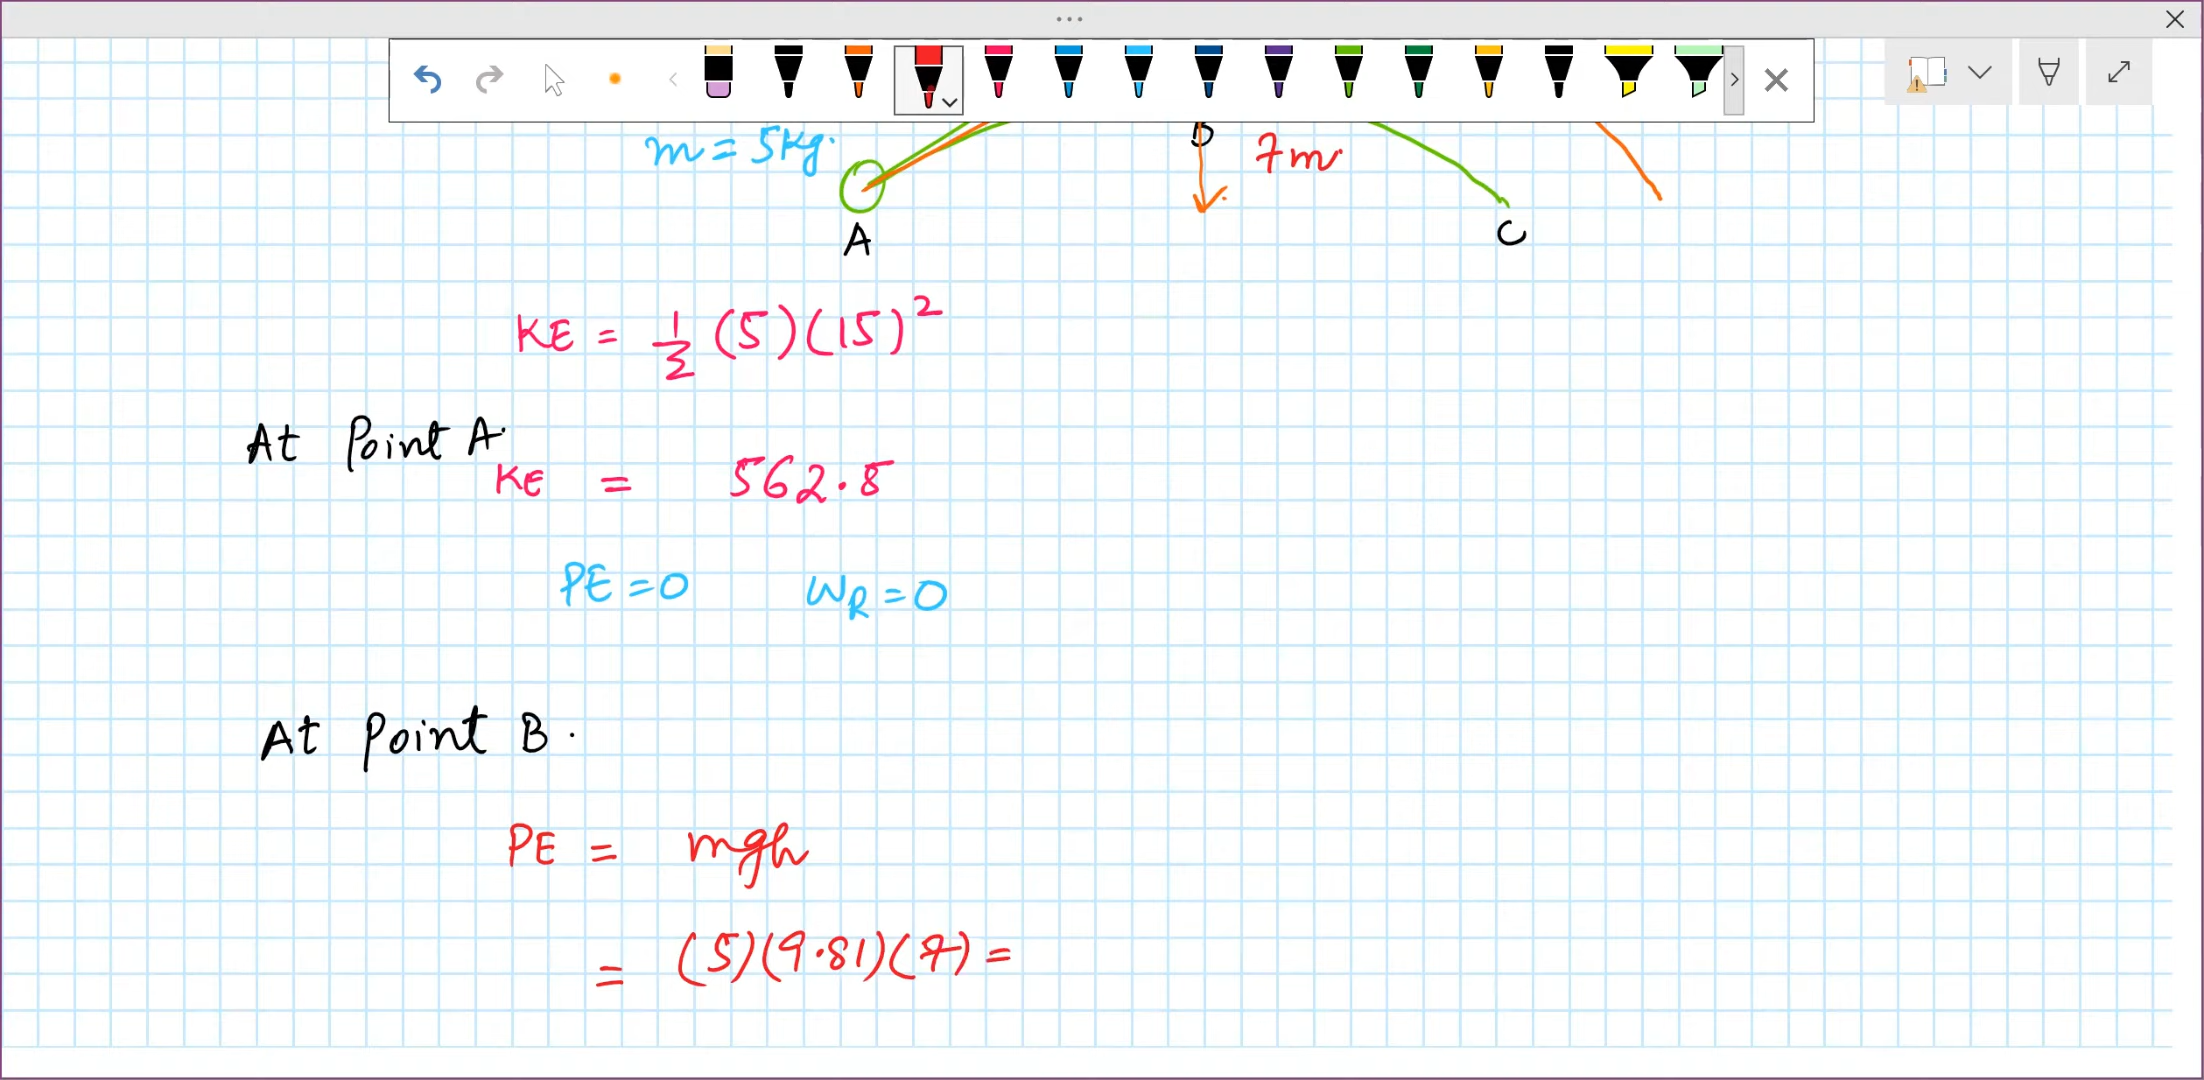 m = 5kg.
B
7m
A
C
KE = 1/2 (5)(15)²
At Point A.
KE = 562.5
PE = 0 WR = 0
At Point B.
PE = mgh
= (5)(9.81)(7) =